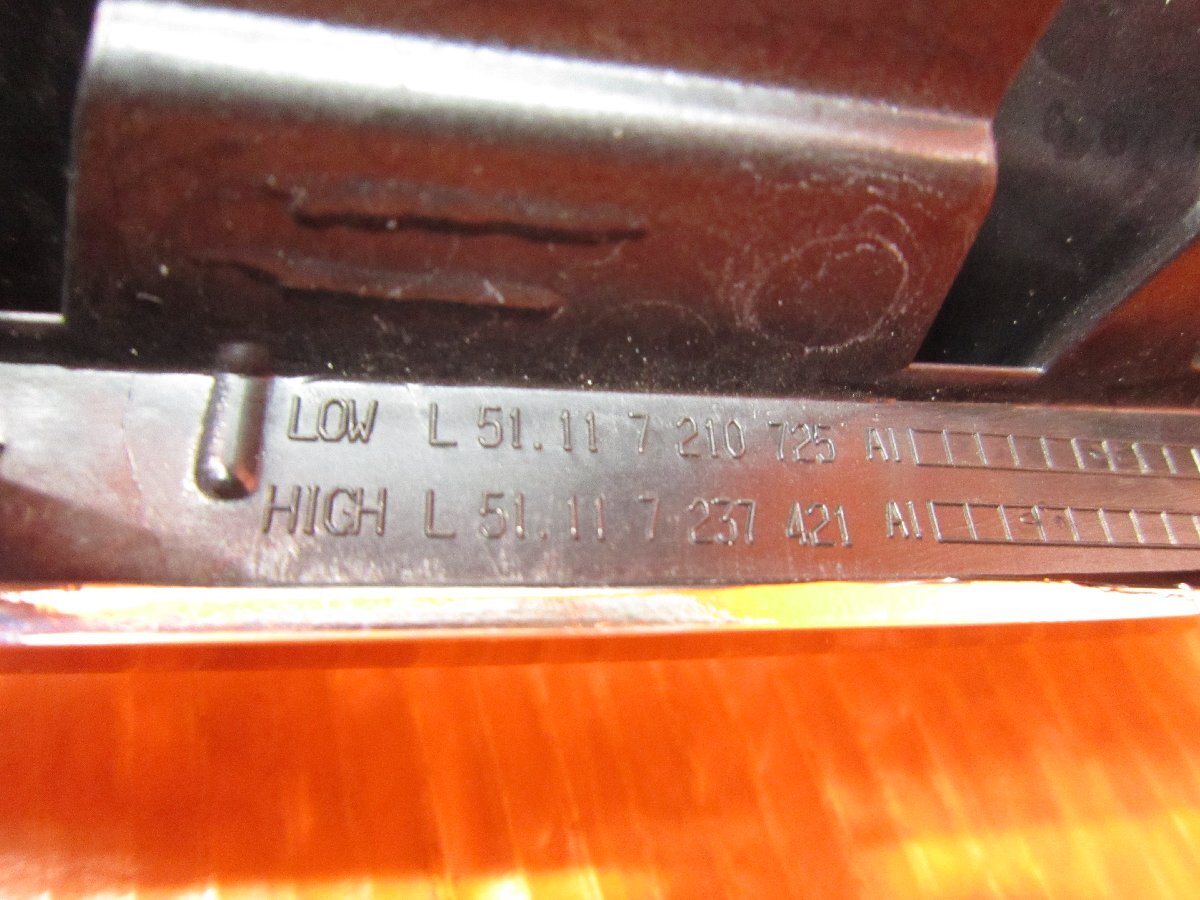 LOW L 51.11 7 210 725 AI
HIGH L 51.11 7 237 421 AI